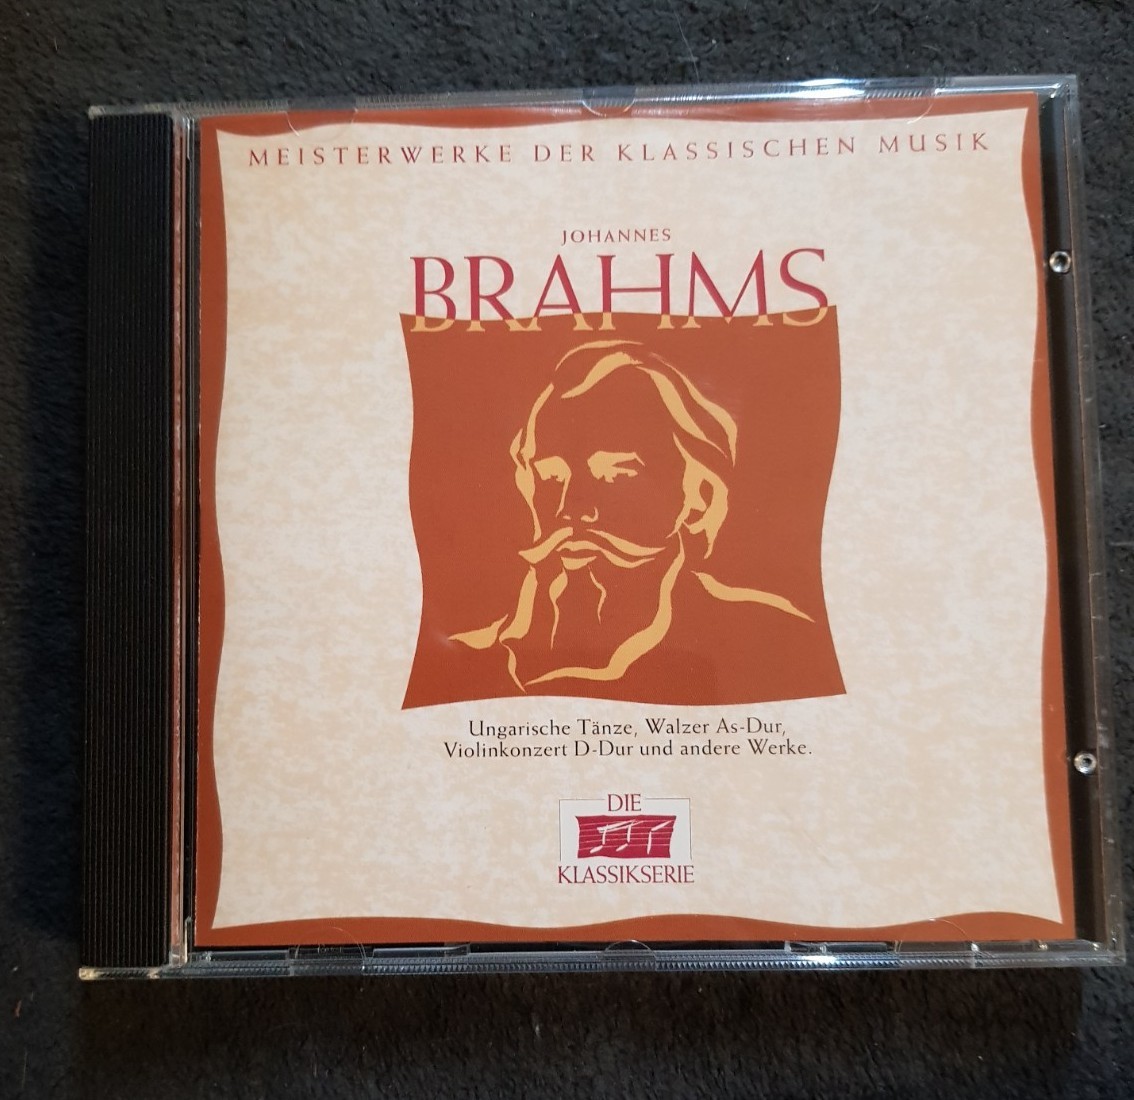 MEISTERWERKE DER KLASSISCHEN MUSIK
JOHANNES
BRAHMS
Ungarische Tänze, Walzer As-Dur,
Violinkonzert D-Dur und andere Werke.
DIE
KLASSIKSERIE